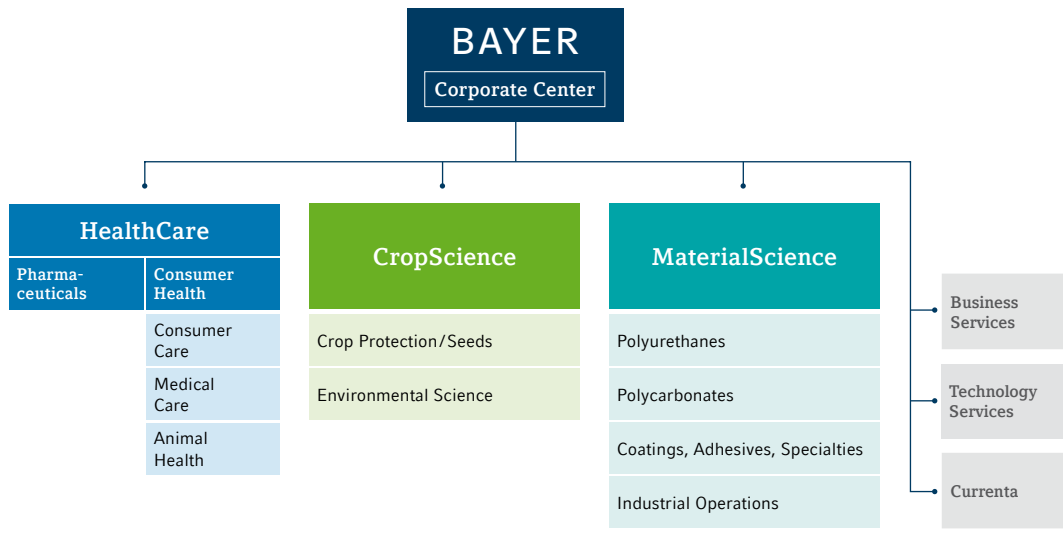 BAYER
Corporate Center
HealthCare
Pharma-
ceuticals
Consumer
Health
Consumer
Care
Medical
Care
Animal
Health
CropScience
Crop Protection/Seeds
Environmental Science
MaterialScience
Polyurethanes
Polycarbonates
Coatings, Adhesives, Specialties
Industrial Operations
Business
Services
Technology
Services
Currenta